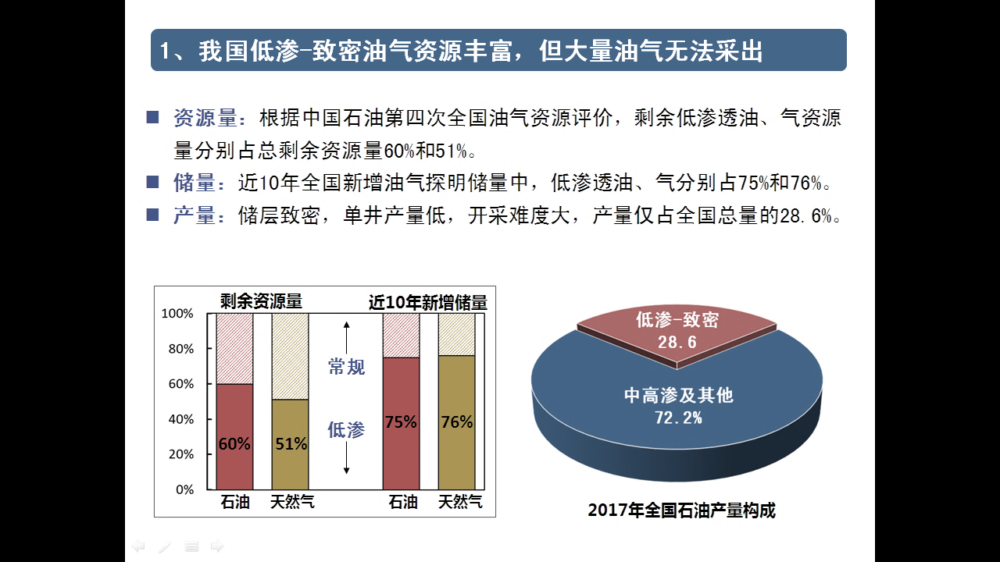 1、我国低渗-致密油气资源丰富，但大量油气无法采出
■ 资源量：根据中国石油第四次全国油气资源评价，剩余低渗透油、气资源
量分别占总剩余资源量60%和51%。
■ 储量：近10年全国新增油气探明储量中，低渗透油、气分别占75%和76%。
■ 产量：储层致密，单井产量低，开采难度大，产量仅占全国总量的28.6%。
剩余资源量
近10年新增储量
100%
80%
60%
40%
20%
0%
常规
低渗
60%
51%
75%
76%
石油
天然气
石油
天然气
低渗-致密
28.6
中高渗及其他
72.2%
2017年全国石油产量构成